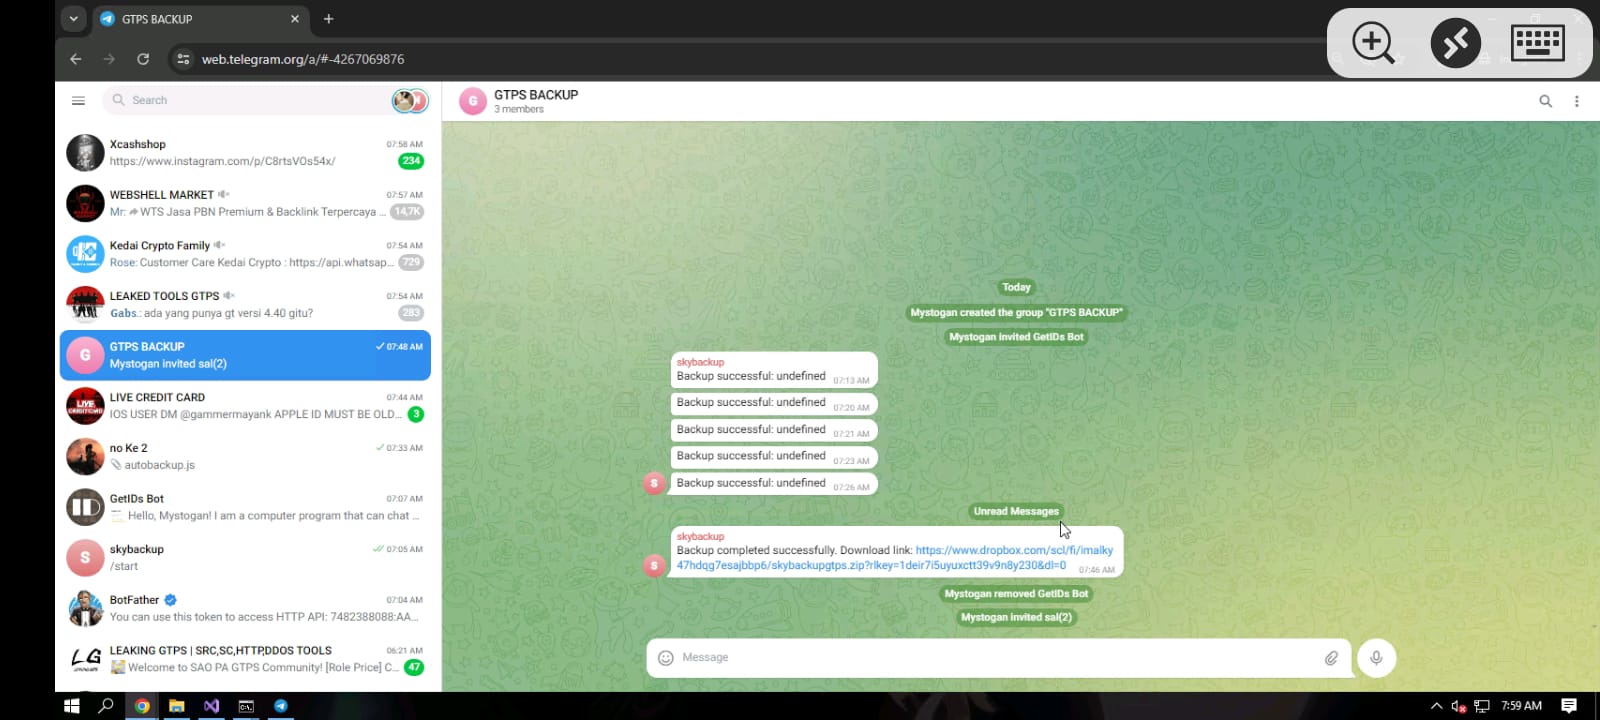 GTPS BACKUP
web.telegram.org/a/#-4267069876
Search
Xcashshop
07:58 AM
https://www.instagram.com/p/C8rtsVOs54x/
234
WEBSHELL MARKET
07:57 AM
Mr: WTS Jasa PBN Premium & Backlink Terpercaya ...
14,7K
Kedai Crypto Family
07:54 AM
Rose: Customer Care Kedai Crypto : https://api.whatsap...
729
LEAKED TOOLS GTPS
07:54 AM
Gabs.: ada yang punya gt versi 4.40 gitu?
283
GTPS BACKUP
07:48 AM
Mystogan invited sal(2)
LIVE CREDIT CARD
07:44 AM
IOS USER DM @gammermayank APPLE ID MUST BE OLD...
3
no Ke 2
07:33 AM
autobackup.js
GetIDs Bot
07:07 AM
Hello, Mystogan! I am a computer program that can chat ...
skybackup
07:05 AM
/start
BotFather
07:04 AM
You can use this token to access HTTP API: 7482388088:AA...
LEAKING GTPS | SRC,SC,HTTP,DDOS TOOLS
06:21 AM
Welcome to SAO PA GTPS Community! [Role Price] C...
47
G
GTPS BACKUP
3 members
Today
Mystogan created the group "GTPS BACKUP"
Mystogan invited GetIDs Bot
skybackup
Backup successful: undefined 07:13 AM
Backup successful: undefined 07:20 AM
Backup successful: undefined 07:21 AM
Backup successful: undefined 07:23 AM
S
Backup successful: undefined 07:26 AM
Unread Messages
skybackup
Backup completed successfully. Download link: https://www.dropbox.com/scl/fi/imalky
47hdqg7esajbbp6/skybackupgtps.zip?rlkey=1deir7i5uyuxctt39v9n8y230&dl=0 07:46 AM
S
Mystogan removed GetIDs Bot
Mystogan invited sal(2)
Message
7:59 AM